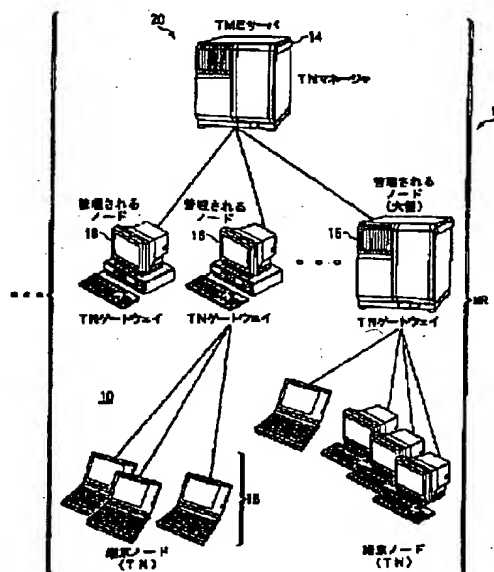 20
TMEサーバ
14
TNマネージャ
管理される
ノード
管理される
ノード
管理される
ノード
(大型)
16
16
16
TNゲートウェイ
TNゲートウェイ
TNゲートウェイ
MR
10
18
端末ノード
(TN)
端末ノード
(TN)